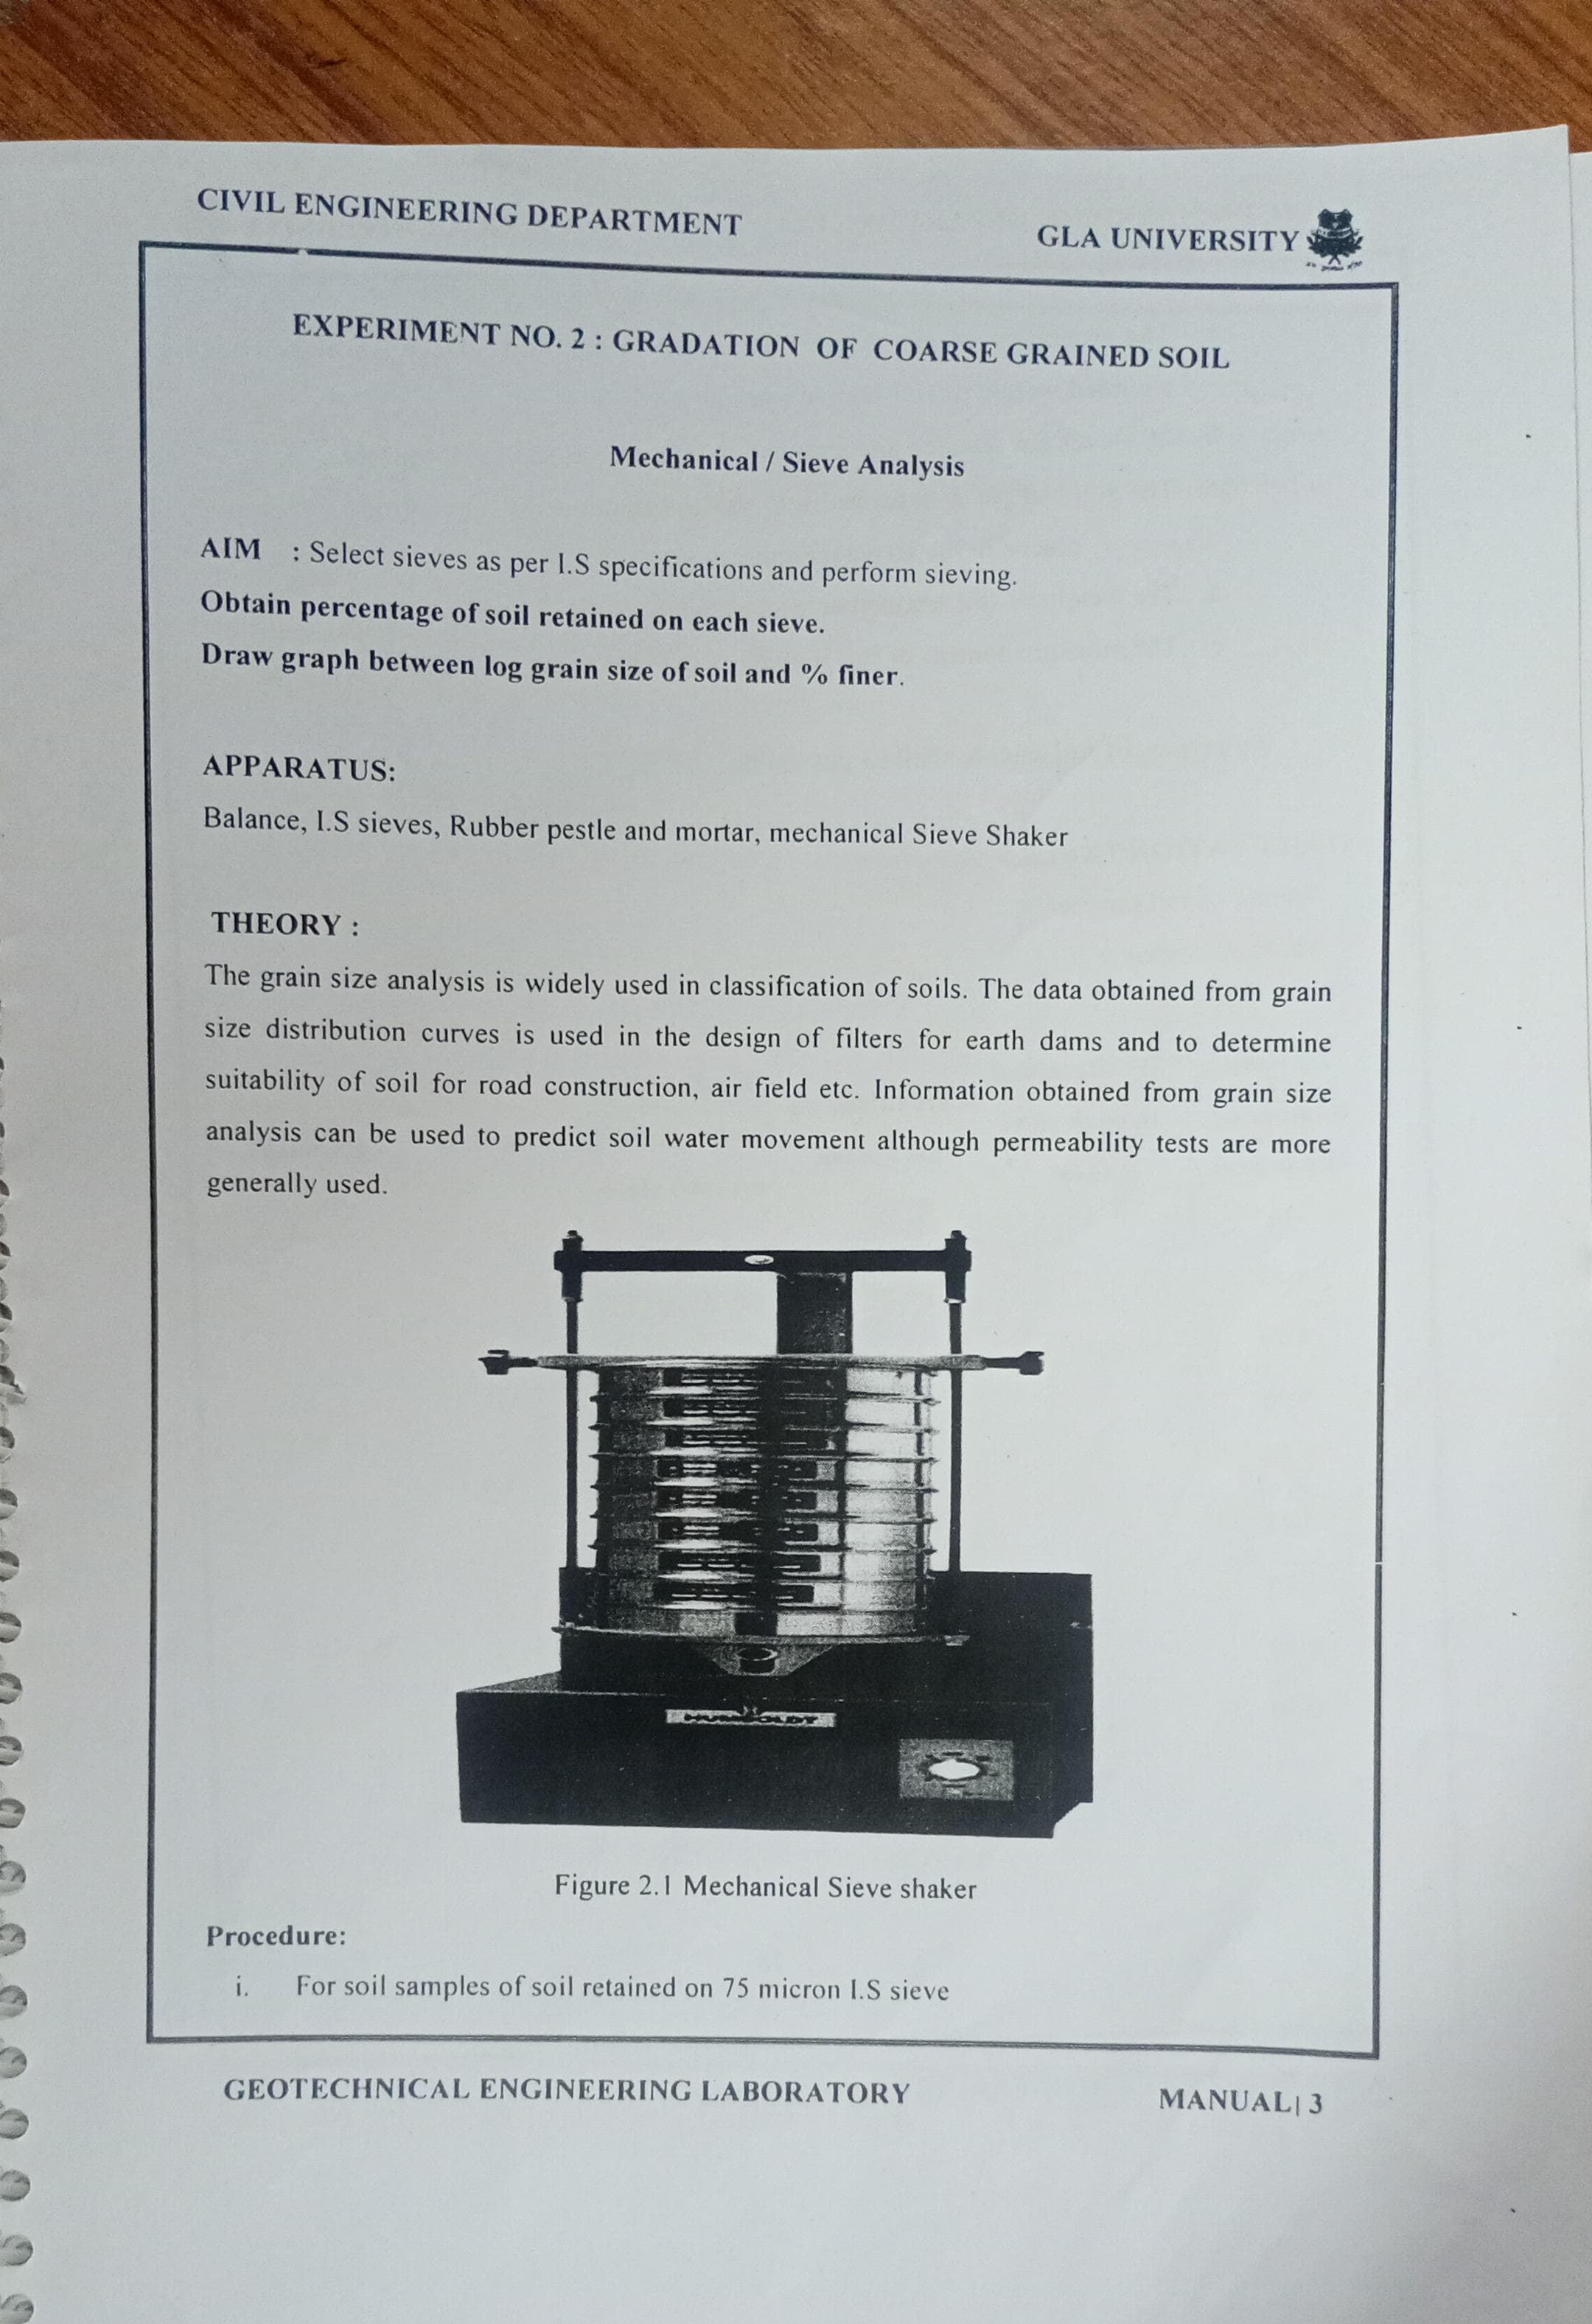 CIVIL ENGINEERING DEPARTMENT
GLA UNIVERSITY
EXPERIMENT NO. 2 : GRADATION OF COARSE GRAINED SOIL
Mechanical / Sieve Analysis
AIM : Select sieves as per I.S specifications and perform sieving.
Obtain percentage of soil retained on each sieve.
Draw graph between log grain size of soil and % finer.
APPARATUS:
Balance, I.S sieves, Rubber pestle and mortar, mechanical Sieve Shaker
THEORY :
The grain size analysis is widely used in classification of soils. The data obtained from grain
size distribution curves is used in the design of filters for earth dams and to determine
suitability of soil for road construction, air field etc. Information obtained from grain size
analysis can be used to predict soil water movement although permeability tests are more
generally used.
HUMBOLDT
Figure 2.1 Mechanical Sieve shaker
Procedure:
i. For soil samples of soil retained on 75 micron I.S sieve
GEOTECHNICAL ENGINEERING LABORATORY
MANUAL| 3